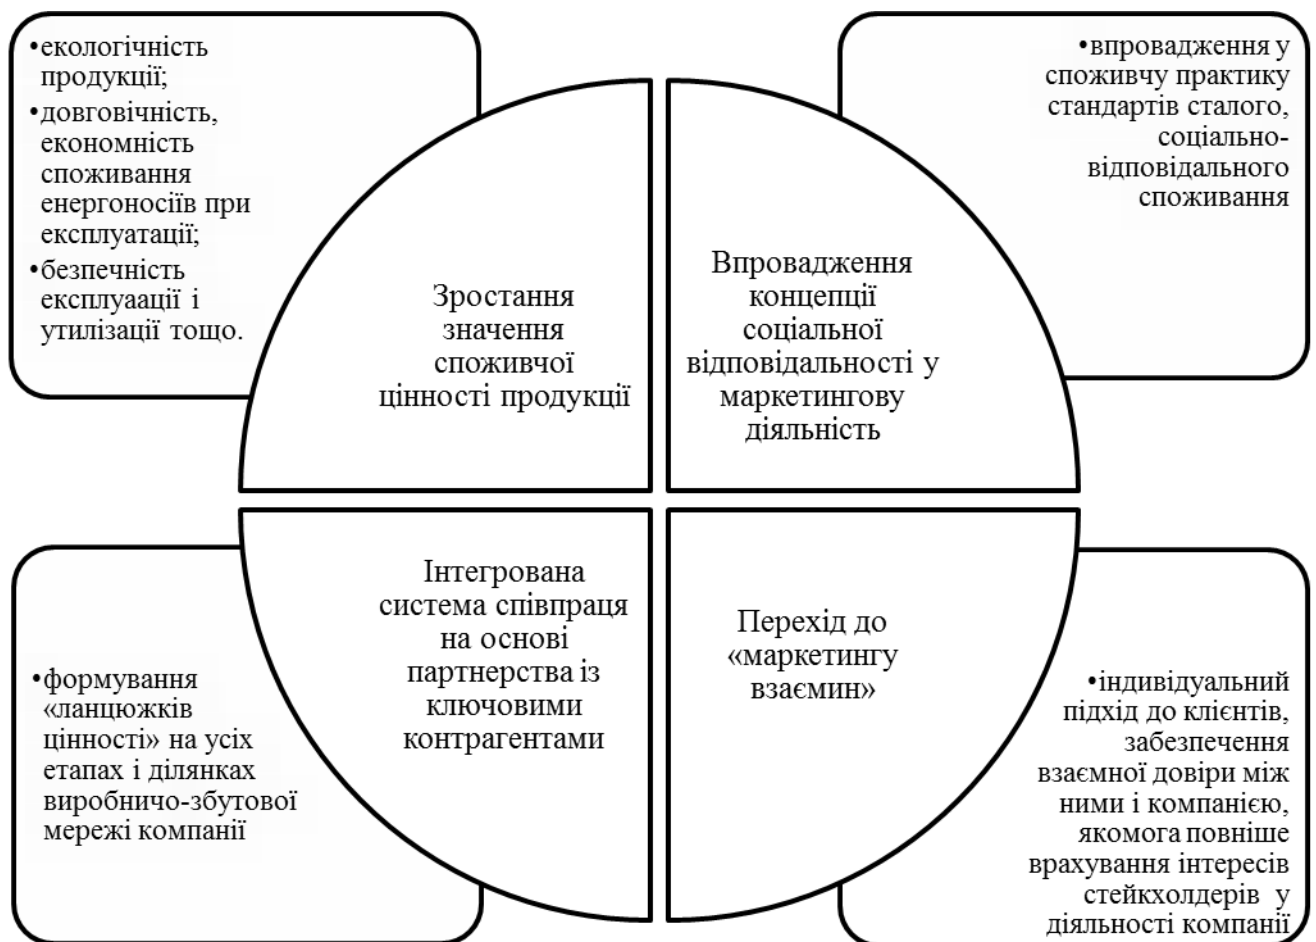 •екологічність
продукції;
•довговічність,
економність
споживання
енергоносіїв при
експлуатації;
•безпечність
експлуаації і
утилізації тощо.
Зростання
значення
споживчої
цінності продукції
•впровадження у
споживчу практику
стандартів сталого,
соціально-
відповідального
споживання
Впровадження
концепції
соціальної
відповідальності у
маркетингову
діяльність
•формування
«ланцюжків
цінності» на усіх
етапах і ділянках
виробничо-збутової
мережі компанії
Інтегрована
система співпраця
на основі
партнерства із
ключовими
контрагентами
Перехід до
«маркетингу
взаємин»
•індивідуальний
підхід до клієнтів,
забезпечення
взаємної довіри між
ними і компанією,
якомога повніше
врахування інтересів
стейкхолдерів у
діяльності компанії